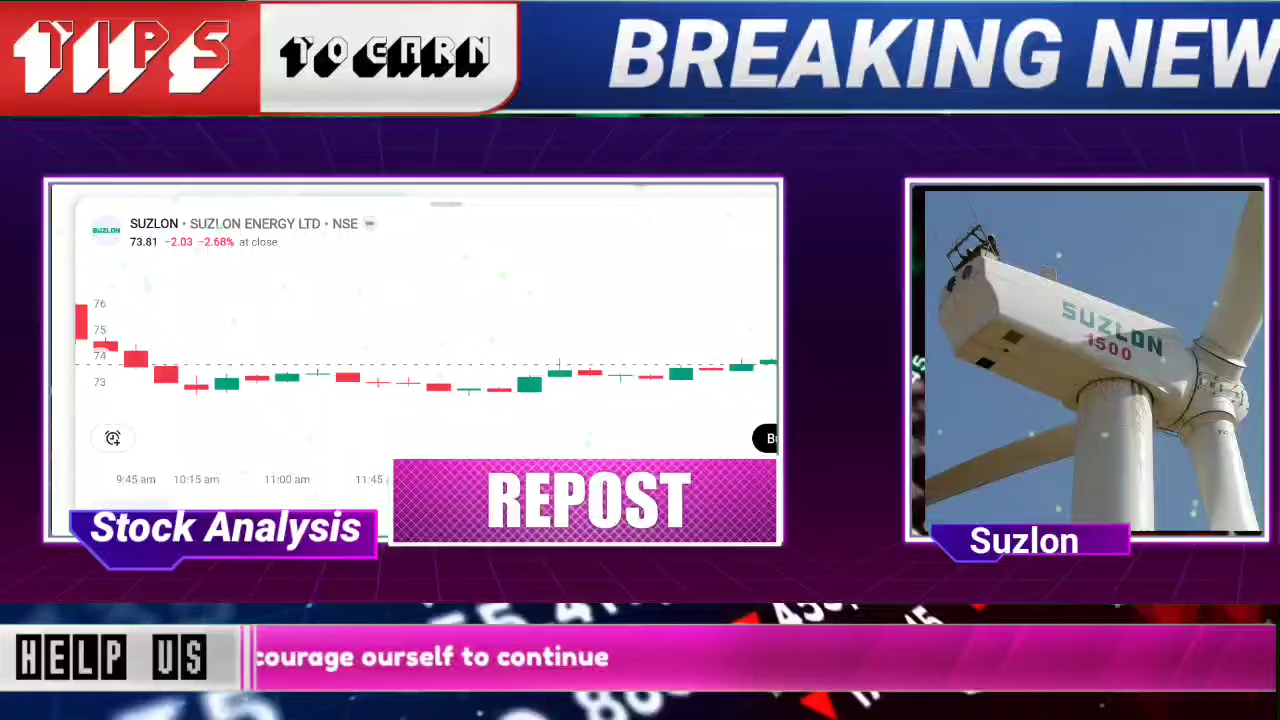 TIPS
TO EARN
BREAKING NEW
SUZLON
SUZLON • SUZLON ENERGY LTD • NSE
73.81 −2.03 −2.68% at close
76
75
74
73
9:45 am 10:15 am 11:00 am 11:45
REPOST
Stock Analysis
SUZLON
1500
Suzlon
HELP US
courage ourself to continue